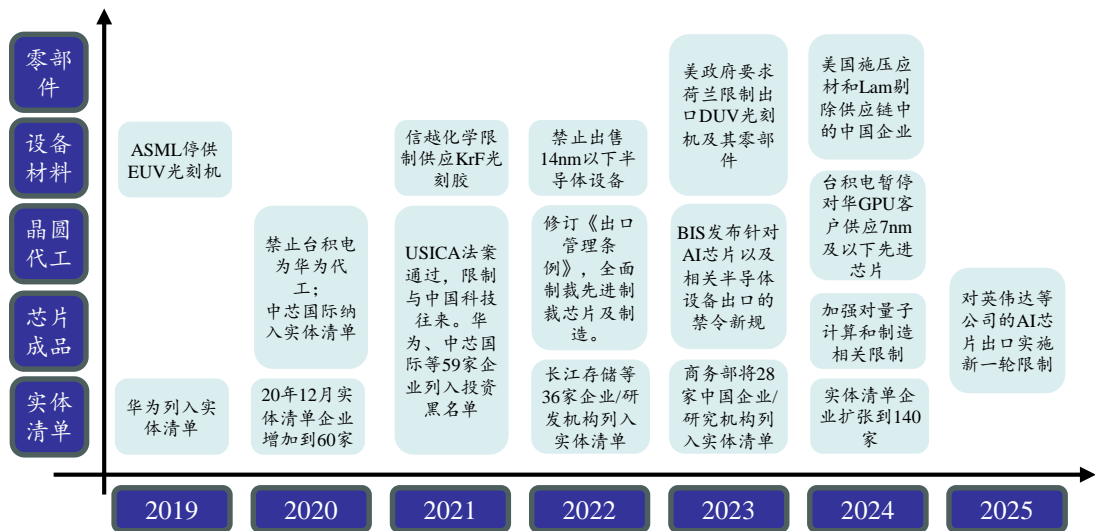 零部
件
设备
材料
晶圆
代工
芯片
成品
实体
清单
ASML停供
EUV光刻机
华为列入实
体清单
禁止台积电
为华为代
工；
中芯国际纳
入实体清单
20年12月实
体清单企业
增加到60家
信越化学限
制供应KrF光
刻胶
USICA法案
通过，限制
与中国科技
往来。华
为、中芯国
际等59家企
业列入投资
黑名单
禁止出售
14nm以下半
导体设备
修订《出口
管理条
例》，全面
制裁先进制
裁芯片及制
造。
长江存储等
36家企业/研
发机构列入
实体清单
美政府要求
荷兰限制出
口DUV光刻
机及其零部
件
BIS发布针对
AI芯片以及
相关半导体
设备出口的
禁令新规
商务部将28
家中国企业/
研究机构列
入实体清单
美国施压应
材和Lam剔
除供应链中
的中国企业
台积电暂停
对华GPU客
户供应7nm
及以下先进
芯片
加强对量子
计算和制造
相关限制
实体清单企
业扩张到140
家
对英伟达等
公司的AI芯
片出口实施
新一轮限制
2019
2020
2021
2022
2023
2024
2025